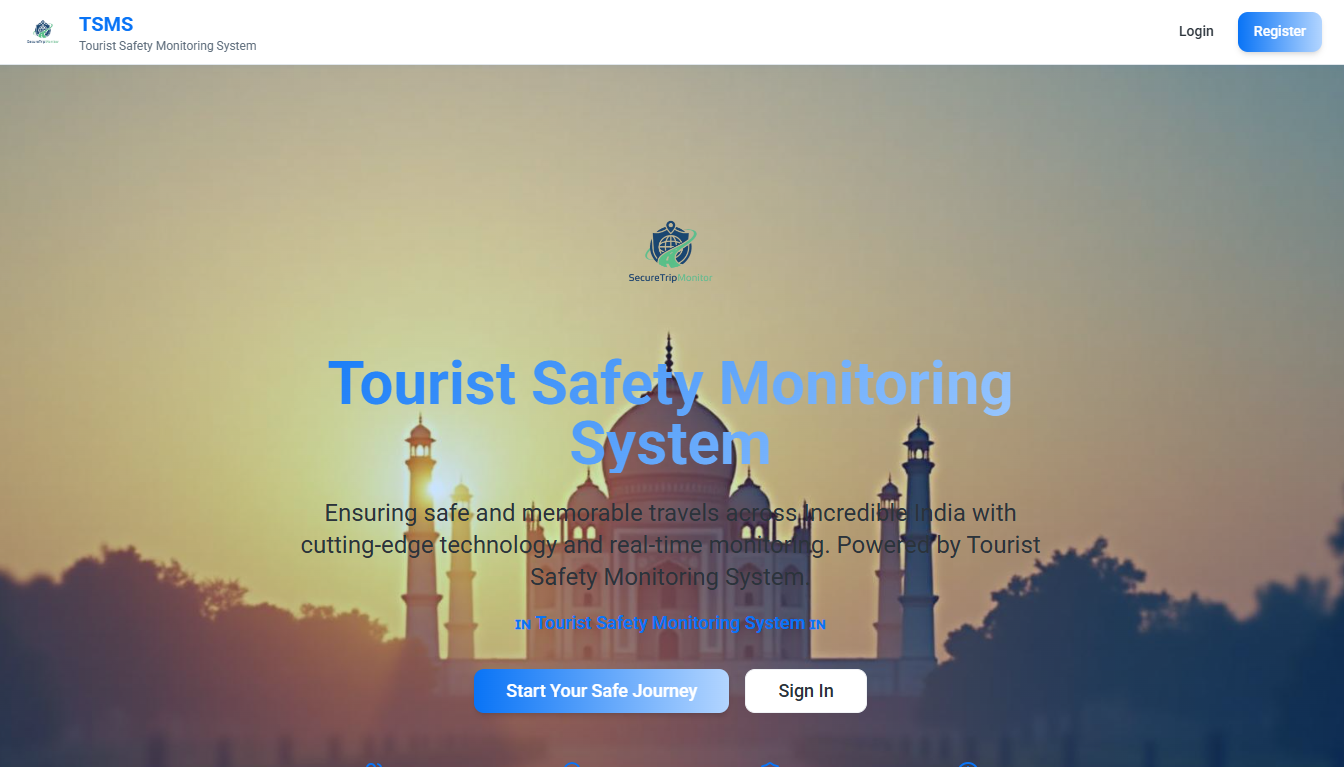 TSMS
Tourist Safety Monitoring System
Login
Register
SecureTripMonitor
Tourist Safety Monitoring
System
Ensuring safe and memorable travels across Incredible India with
cutting-edge technology and real-time monitoring. Powered by Tourist
Safety Monitoring System.
IN Tourist Safety Monitoring System IN
Start Your Safe Journey
Sign In